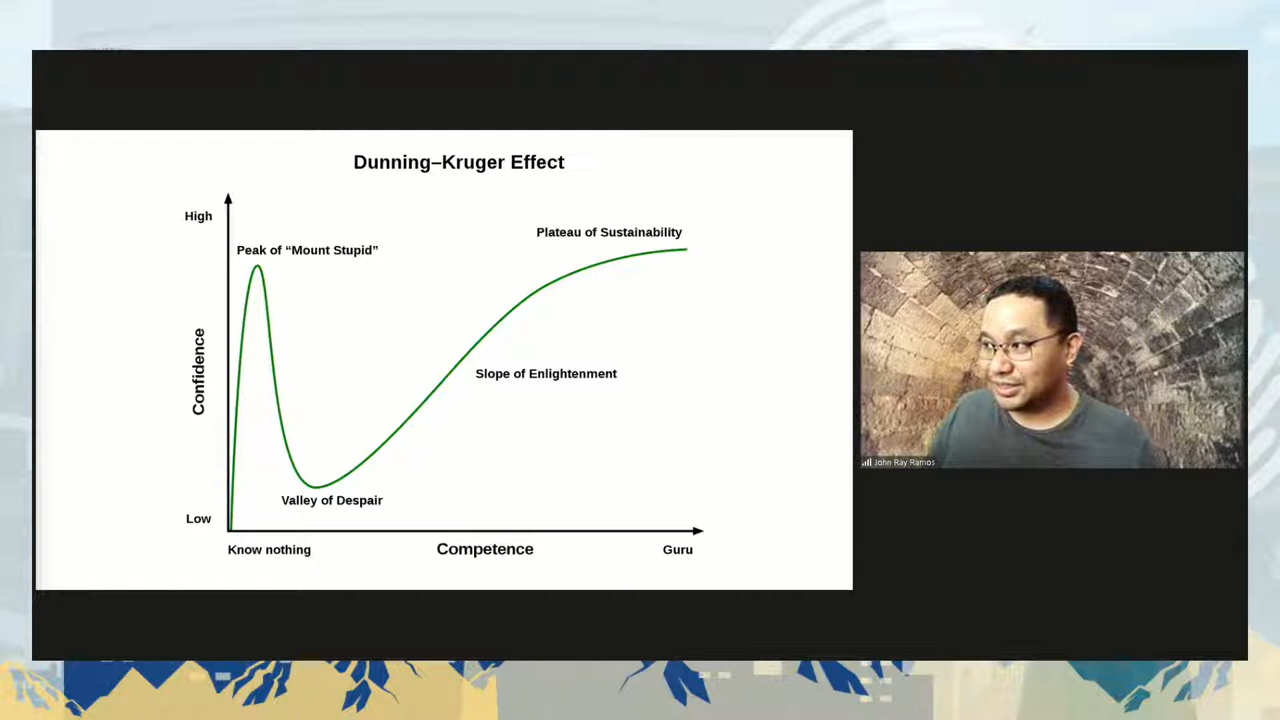 Dunning–Kruger Effect
High
Peak of “Mount Stupid”
Plateau of Sustainability
Confidence
Slope of Enlightenment
Valley of Despair
Low
Know nothing
Competence
Guru
John Ray Ramos